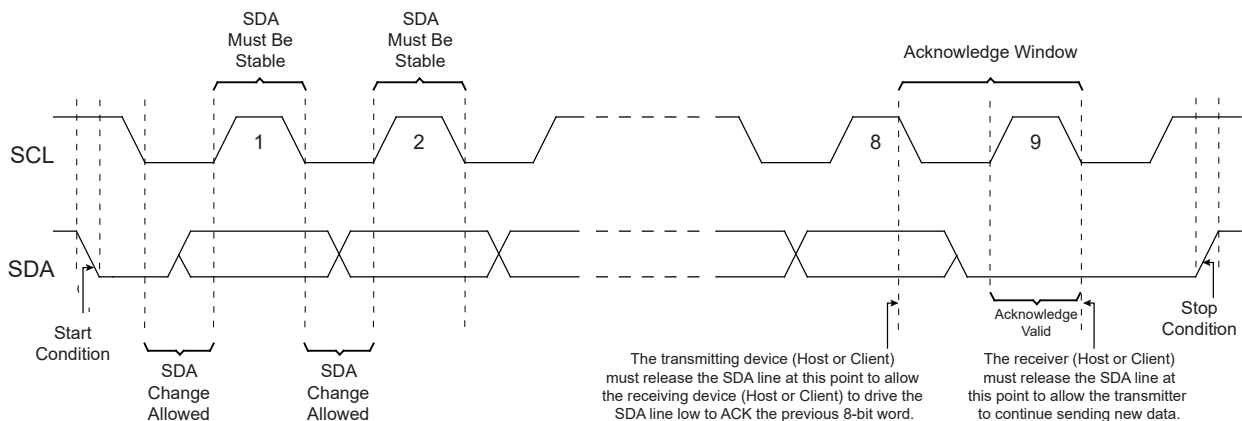 SDA
Must Be
Stable
SDA
Must Be
Stable
Acknowledge Window
SCL
1
2
8
9
SDA
Start
Condition
SDA
Change
Allowed
SDA
Change
Allowed
Acknowledge
Valid
Stop
Condition
The transmitting device (Host or Client)
must release the SDA line at this point to allow
the receiving device (Host or Client) to drive the
SDA line low to ACK the previous 8-bit word.
The receiver (Host or Client)
must release the SDA line at
this point to allow the transmitter
to continue sending new data.